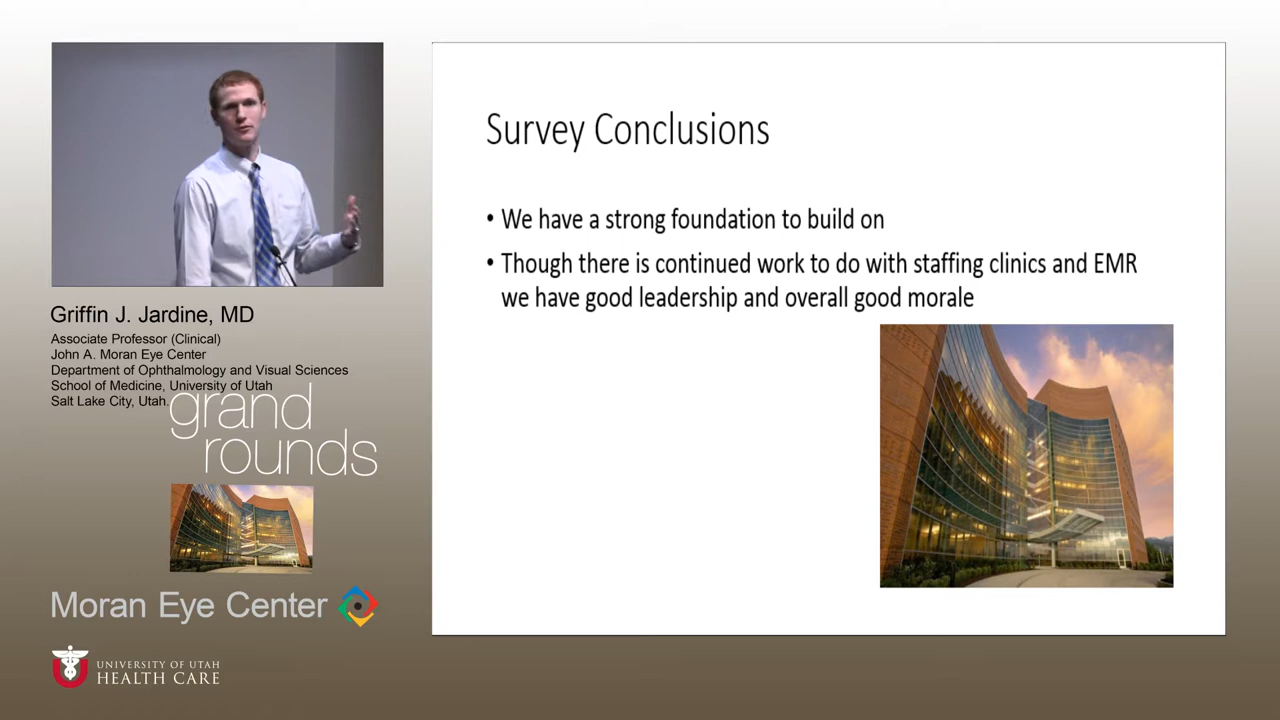 Griffin J. Jardine, MD
Associate Professor (Clinical)
John A. Moran Eye Center
Department of Ophthalmology and Visual Sciences
School of Medicine, University of Utah
Salt Lake City, Utah.
grand
rounds
Moran Eye Center
UNIVERSITY OF UTAH
HEALTH CARE
Survey Conclusions
• We have a strong foundation to build on
• Though there is continued work to do with staffing clinics and EMR
we have good leadership and overall good morale